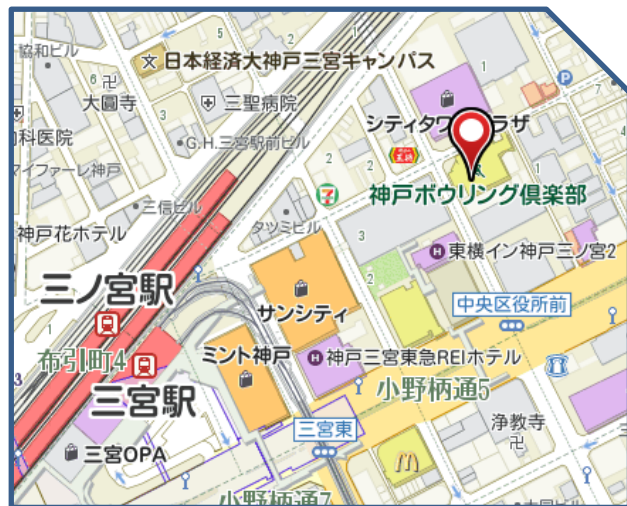 協和ビル
日本経済大神戸三宮キャンパス
大圓寺
三聖病院
内科医院
G.H.三宮駅前ビル
マイファーレ神戸
シティタワープラザ
神戸ボウリング倶楽部
三信ビル
神戸花ホテル
タツミビル
東横イン神戸三ノ宮2
三ノ宮駅
サンシティ
中央区役所前
布引町4
ミント神戸
神戸三宮東急REIホテル
小野柄通5
三宮駅
三宮東
浄教寺
三宮OPA
小野柄通7